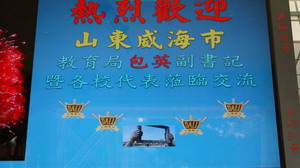 熱烈歡迎
山東威海市
教育局包英副書記
暨各校代表蒞臨交流